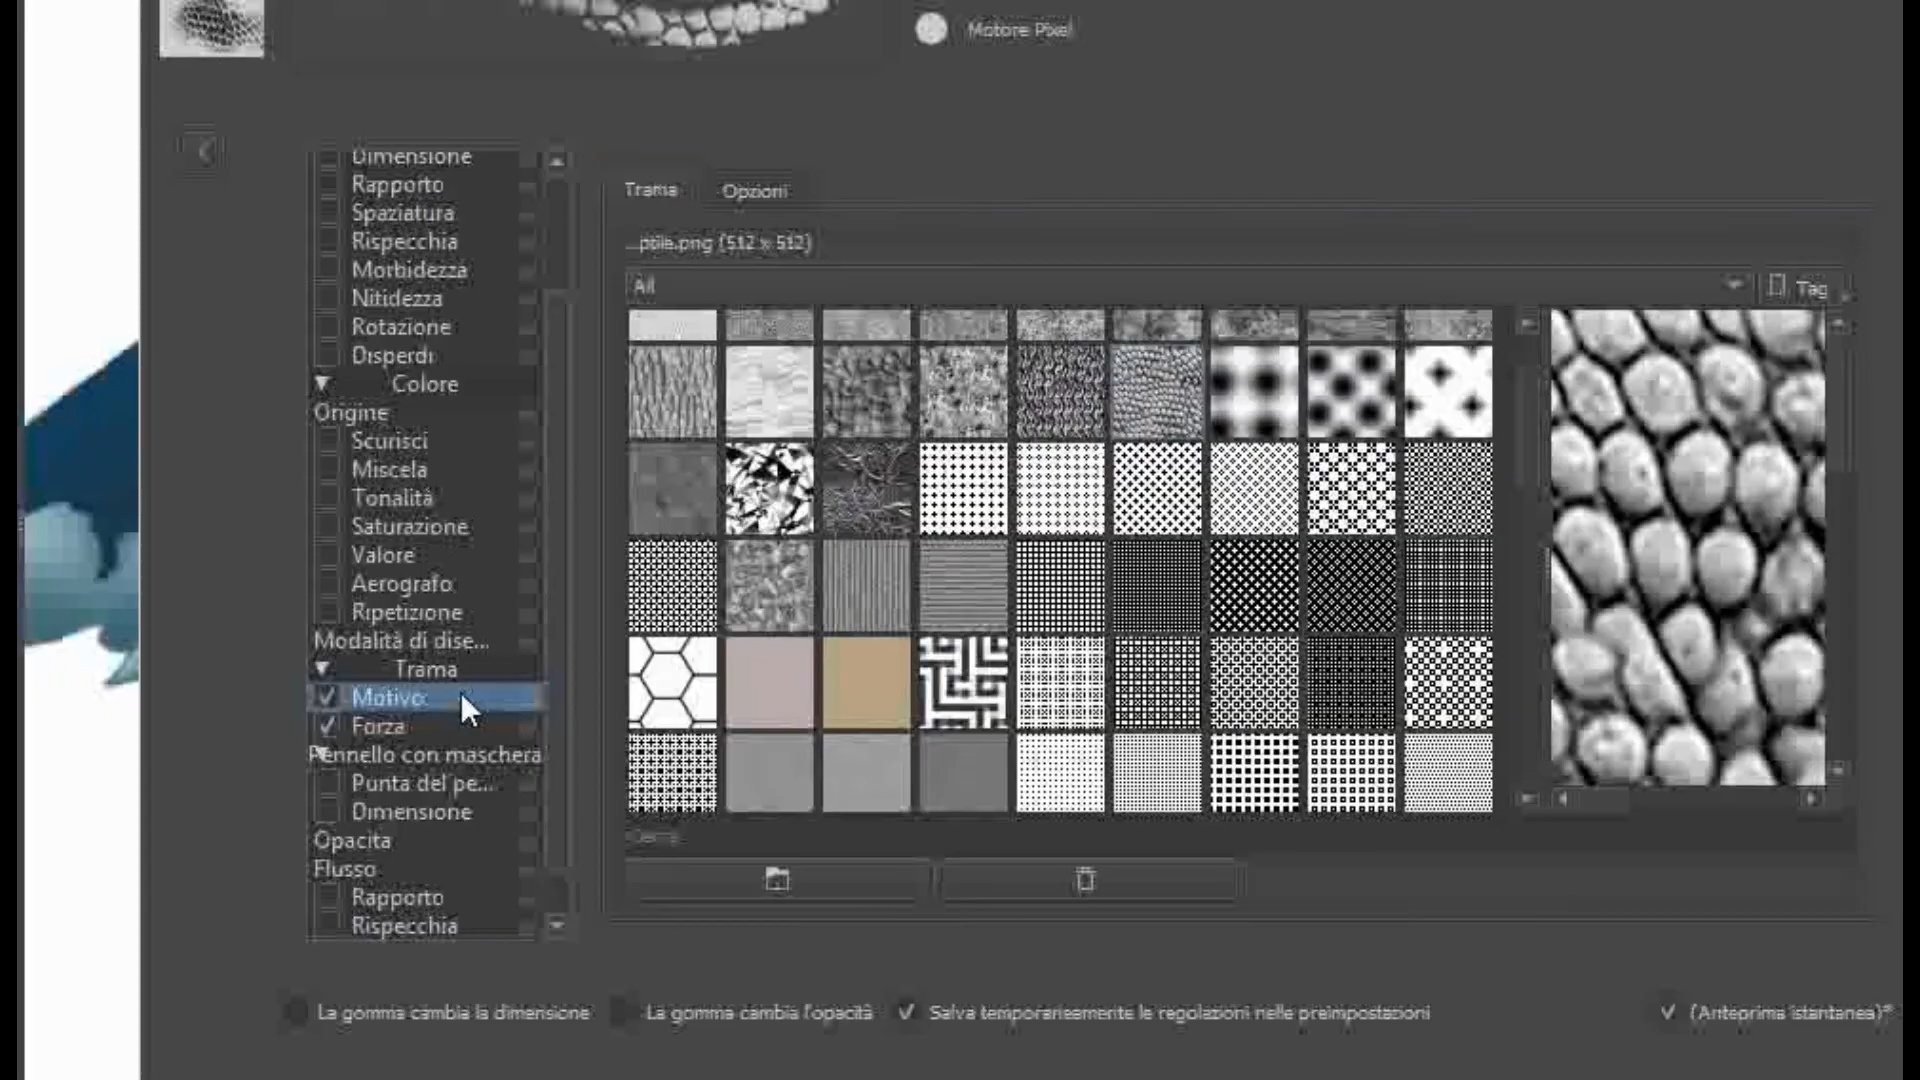 Motore Pixel
Dimensione
Rapporto
Spaziatura
Rispecchia
Morbidezza
Nitidezza
Rotazione
Disperdi
Colore
Origine
Scurisci
Miscela
Tonalità
Saturazione
Valore
Aerografo
Ripetizione
Modalità di dise...
Trama
Motivo
Forza
Pennello con maschera
Punta del pe...
Dimensione
Opacità
Flusso
Rapporto
Rispecchia
Trama Opzioni
...ptile.png (512 x 512)
All
Tag
La gomma cambia la dimensione
La gomma cambia l'opacità
Salva temporaneamente le regolazioni nelle preimpostazioni
(Anteprima istantanea)*